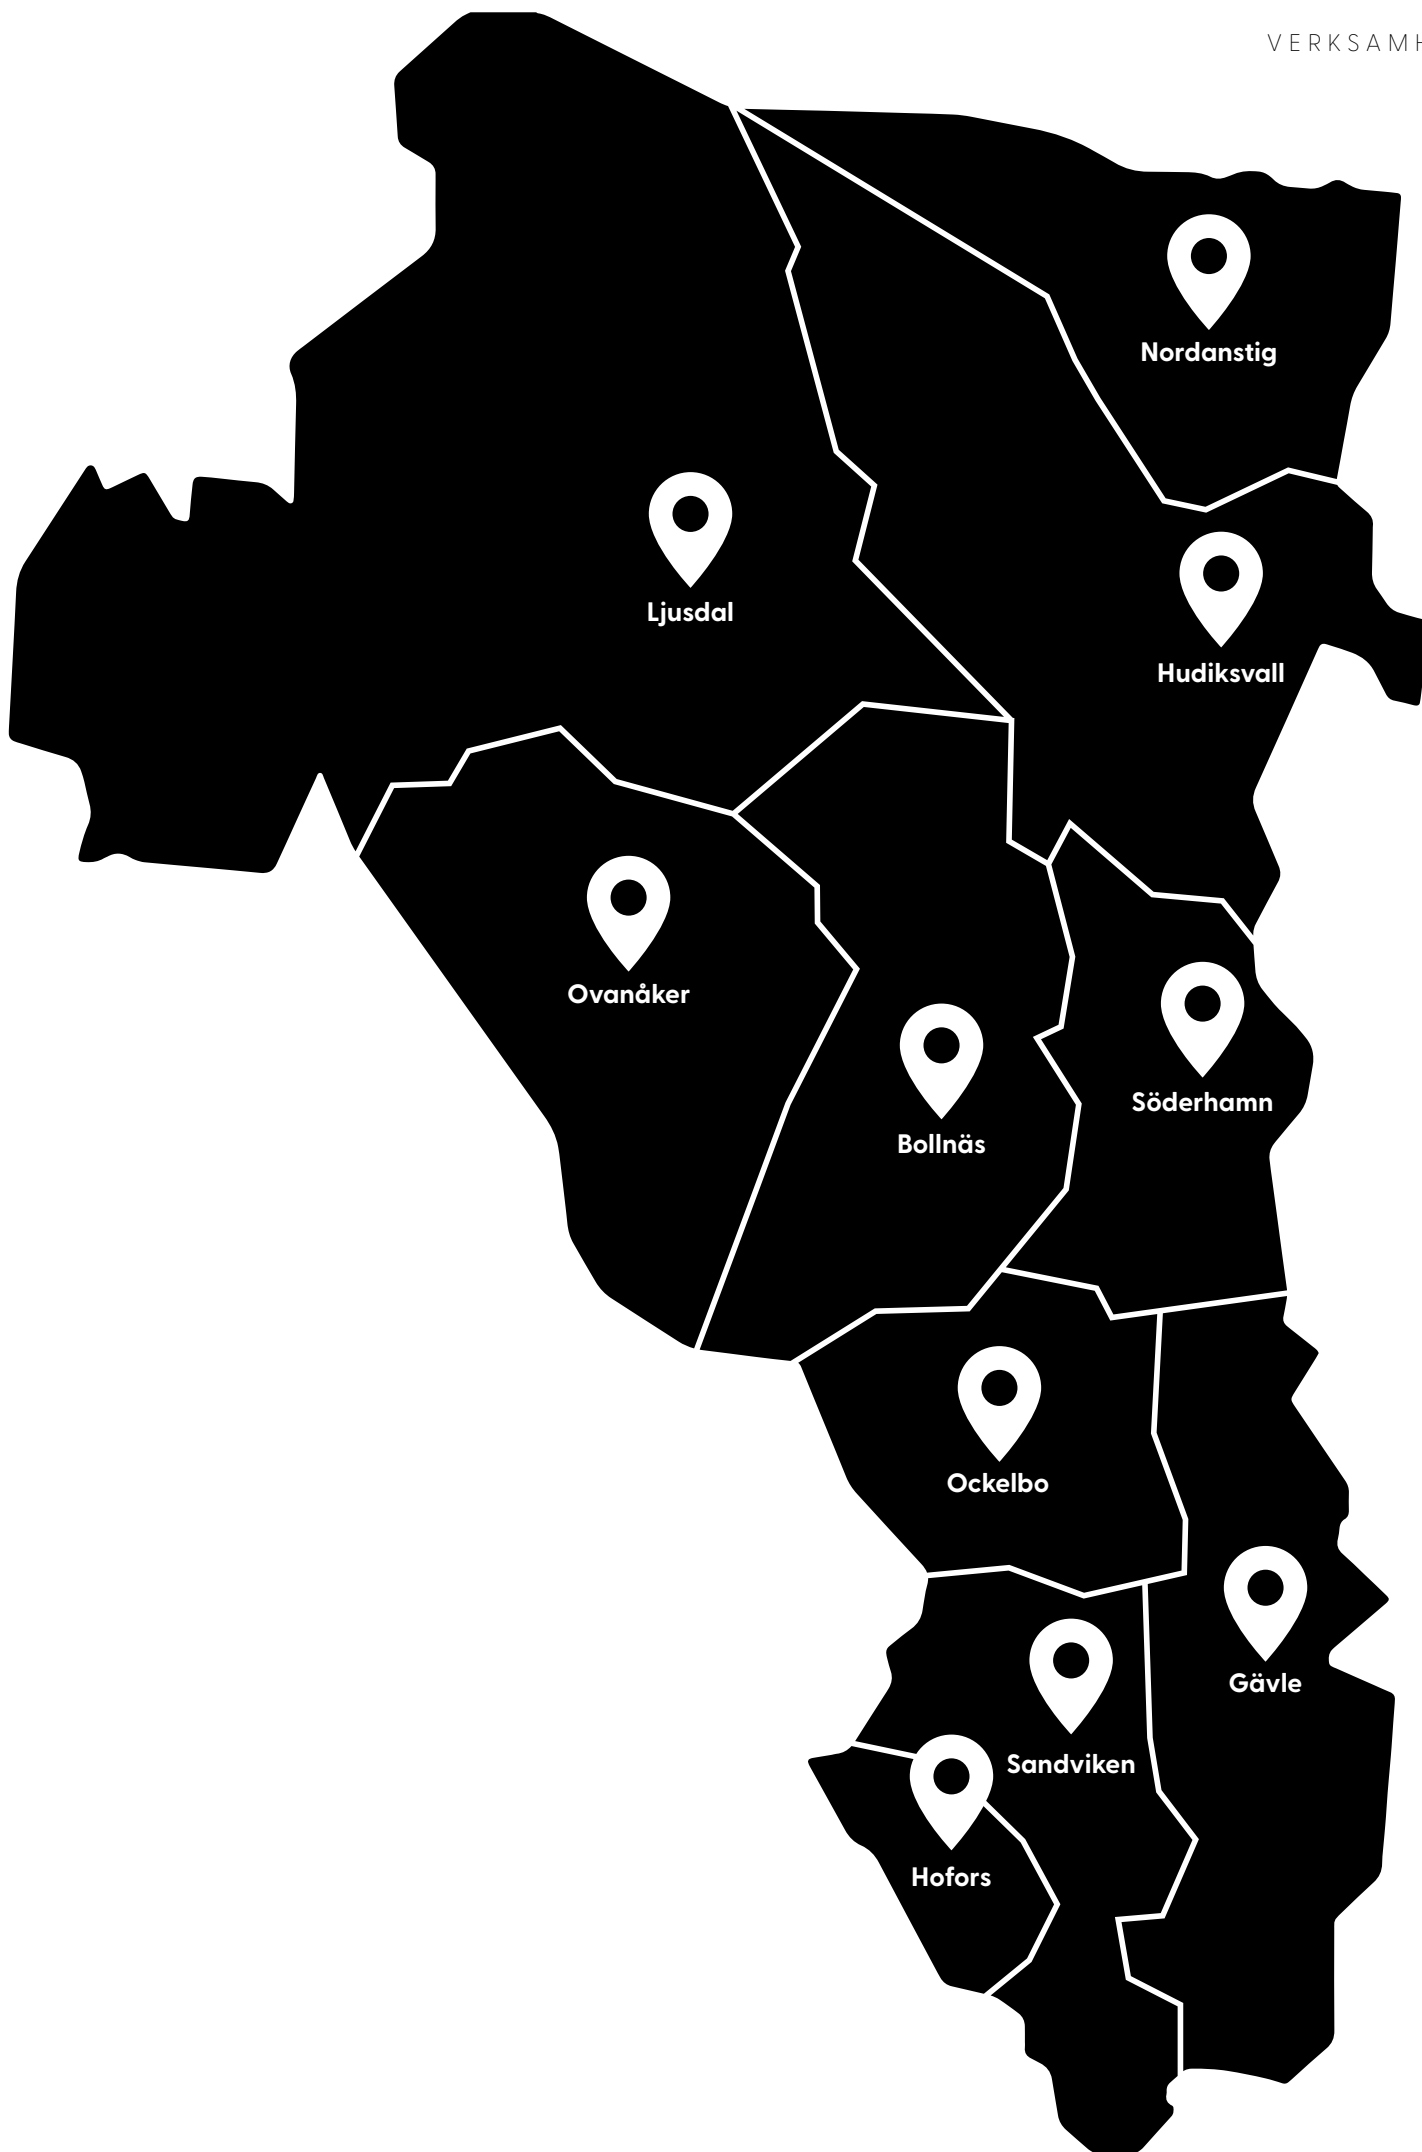 VERKSAMH
Nordanstig
Ljusdal
Hudiksvall
Ovanåker
Söderhamn
Bollnäs
Ockelbo
Gävle
Sandviken
Hofors